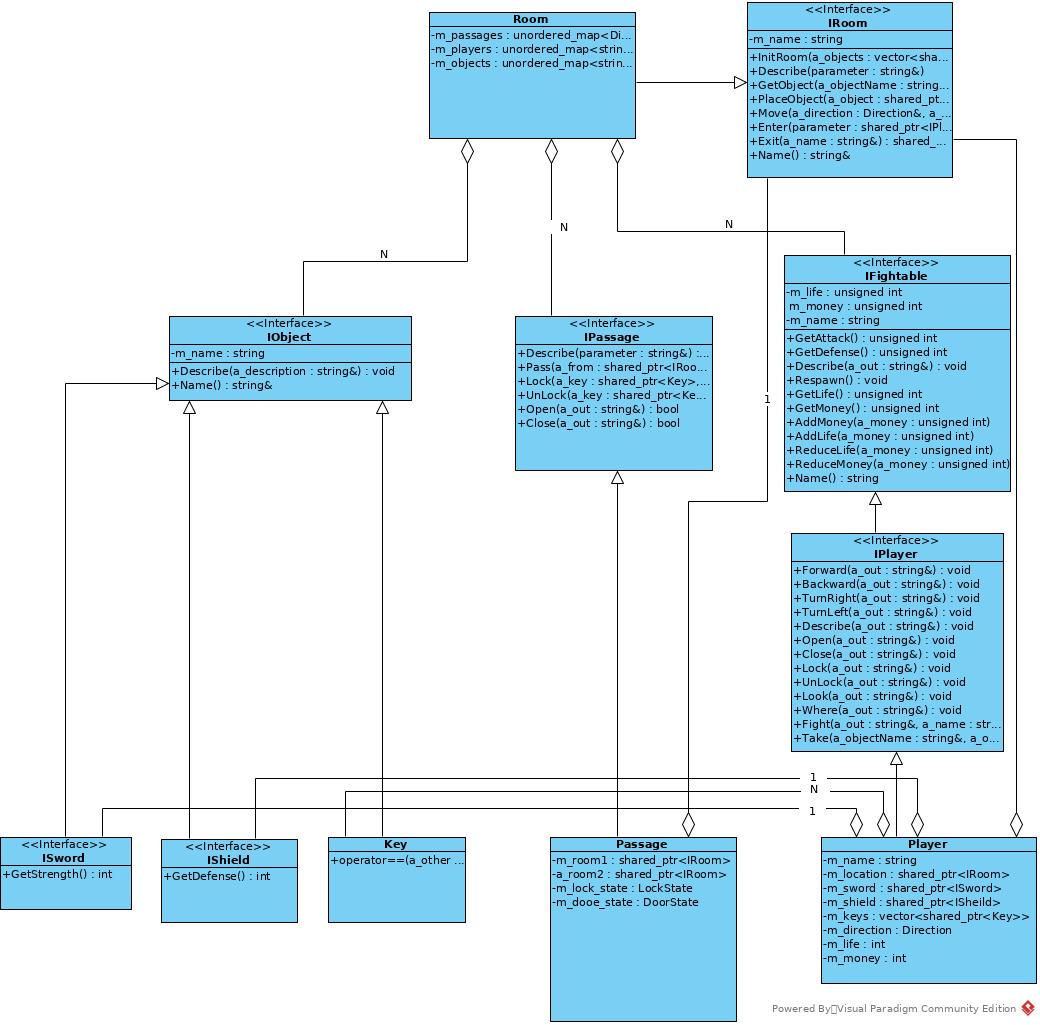 Room
-m_passages : unordered_map<Di...
-m_players : unordered_map<strin...
-m_objects : unordered_map<strin...
<<Interface>>
IRoom
-m_name : string
+InitRoom(a_objects : vector<sha...
+Describe(parameter : string&)
+GetObject(a_objectName : string...
+PlaceObject(a_object : shared_pt...
+Move(a_direction : Direction&, a_...
+Enter(parameter : shared_ptr<IPl...
+Exit(a_name : string&) : shared_...
+Name() : string&
N
N
N
<<Interface>>
IObject
-m_name : string
+Describe(a_description : string&) : void
+Name() : string&
<<Interface>>
IPassage
+Describe(parameter : string&) :...
+Pass(a_from : shared_ptr<IRoo...
+Lock(a_key : shared_ptr<Key>,...
+UnLock(a_key : shared_ptr<Ke...
+Open(a_out : string&) : bool
+Close(a_out : string&) : bool
1
<<Interface>>
IFightable
-m_life : unsigned int
m_money : unsigned int
-m_name : string
+GetAttack() : unsigned int
+GetDefense() : unsigned int
+Describe(a_out : string&) : void
+Respawn() : void
+GetLife() : unsigned int
+GetMoney() : unsigned int
+AddMoney(a_money : unsigned int)
+AddLife(a_money : unsigned int)
+ReduceLife(a_money : unsigned int)
+ReduceMoney(a_money : unsigned int)
+Name() : string
<<Interface>>
IPlayer
+Forward(a_out : string&) : void
+Backward(a_out : string&) : void
+TurnRight(a_out : string&) : void
+TurnLeft(a_out : string&) : void
+Describe(a_out : string&) : void
+Open(a_out : string&) : void
+Close(a_out : string&) : void
+Lock(a_out : string&) : void
+UnLock(a_out : string&) : void
+Look(a_out : string&) : void
+Where(a_out : string&) : void
+Fight(a_out : string&, a_name : str...
+Take(a_objectName : string&, a_o...
1
N
1
<<Interface>>
ISword
+GetStrength() : int
<<Interface>>
IShield
+GetDefense() : int
Key
+operator==(a_other ...
Passage
-m_room1 : shared_ptr<IRoom>
-a_room2 : shared_ptr<IRoom>
-m_lock_state : LockState
-m_dooe_state : DoorState
Player
-m_name : string
-m_location : shared_ptr<IRoom>
-m_sword : shared_ptr<ISword>
-m_shield : shared_ptr<ISheild>
-m_keys : vector<shared_ptr<Key>>
-m_direction : Direction
-m_life : int
-m_money : int
Powered By Visual Paradigm Community Edition